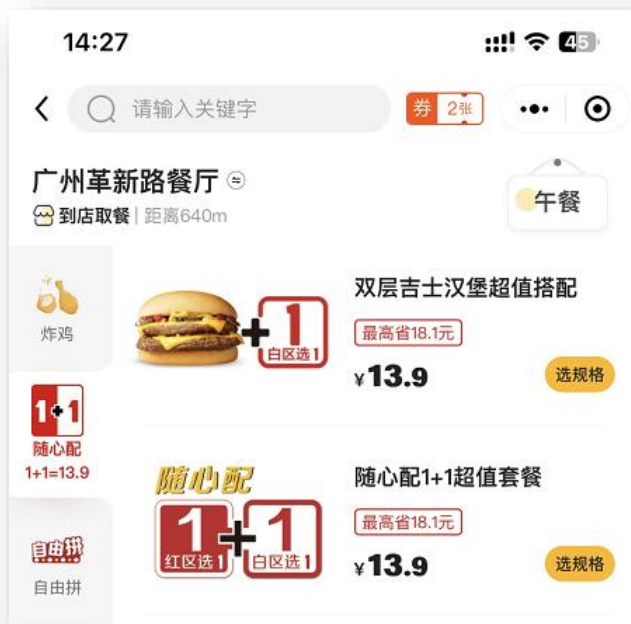 14:27
45
请输入关键字
券 2张
广州革新路餐厅
午餐
到店取餐 | 距离640m
炸鸡
双层吉士汉堡超值搭配
+1
白区选1
最高省18.1元
¥13.9
选规格
1+1
随心配
1+1=13.9
随心配
1+1
红区选1 白区选1
随心配1+1超值套餐
最高省18.1元
¥13.9
选规格
自由拼
自由拼